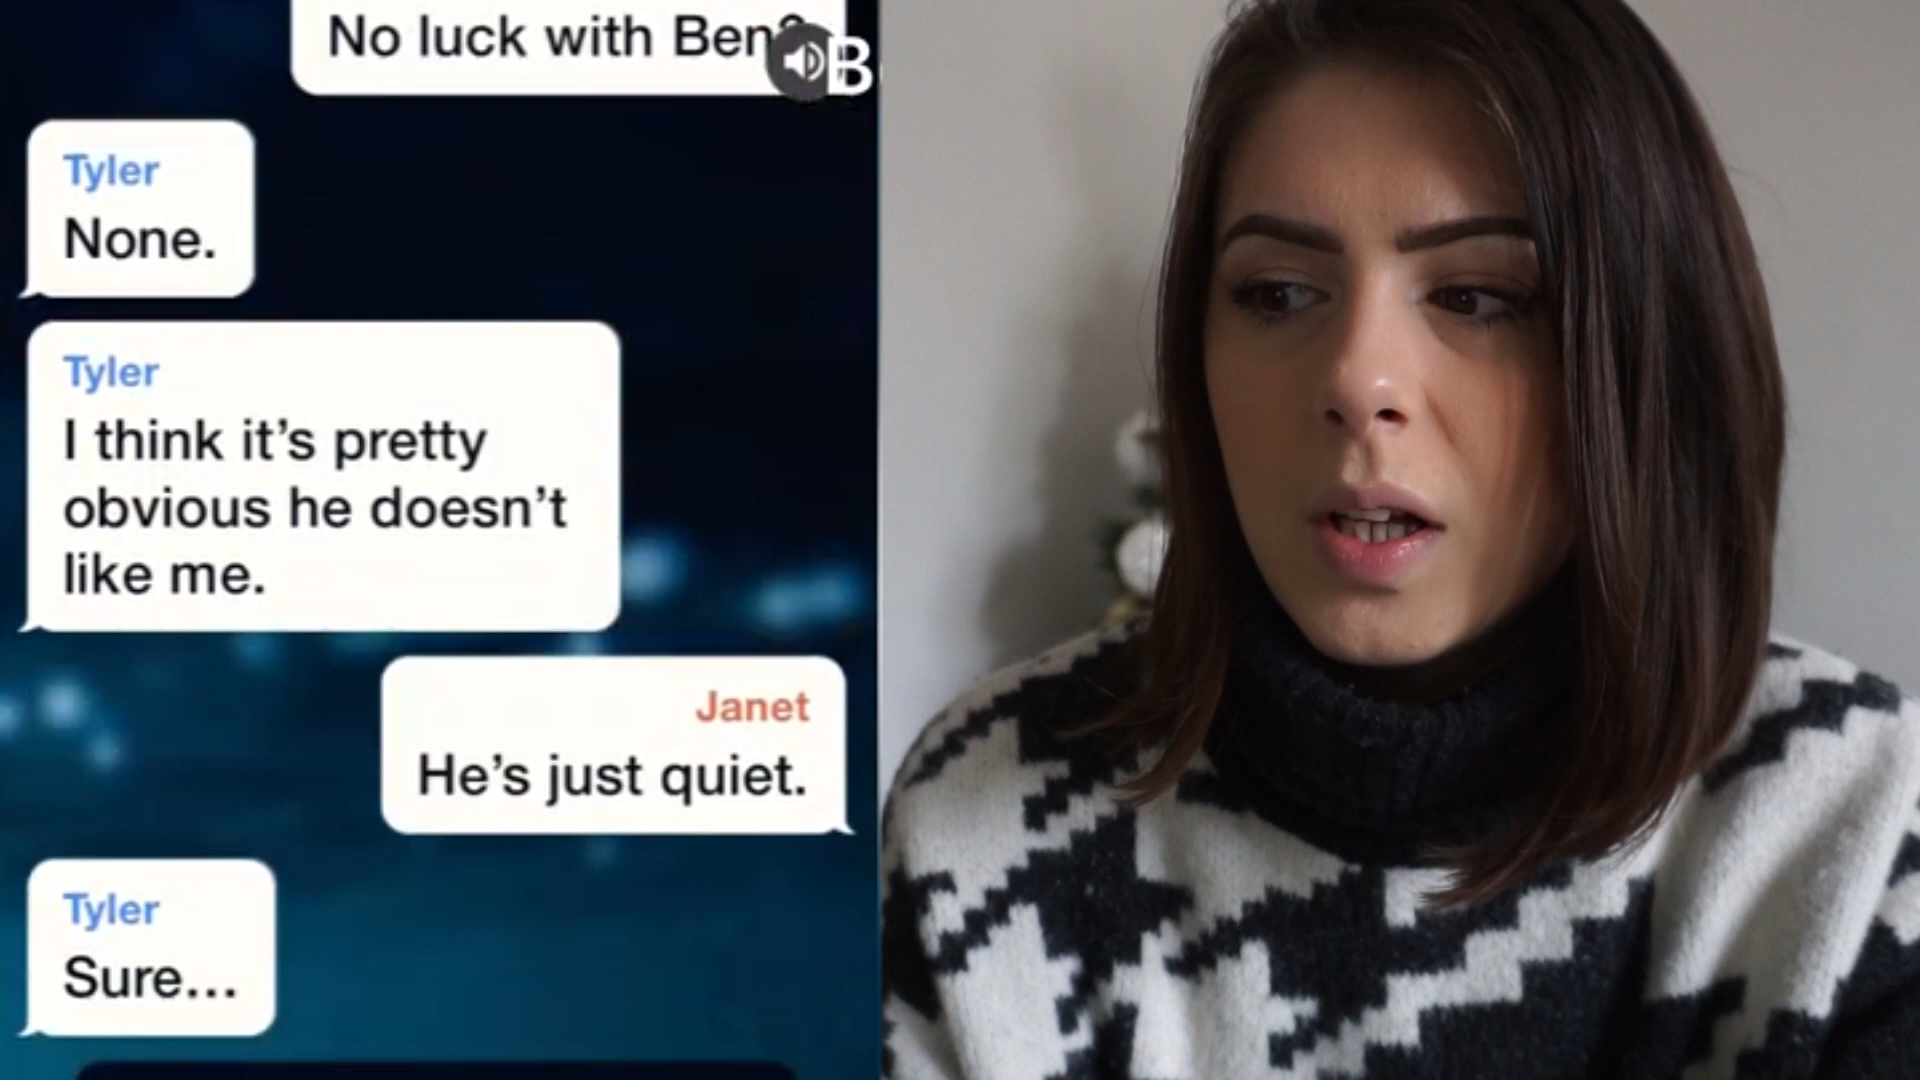 No luck with Ben?
B
Tyler
None.
Tyler
I think it’s pretty
obvious he doesn’t
like me.
Janet
He’s just quiet.
Tyler
Sure...